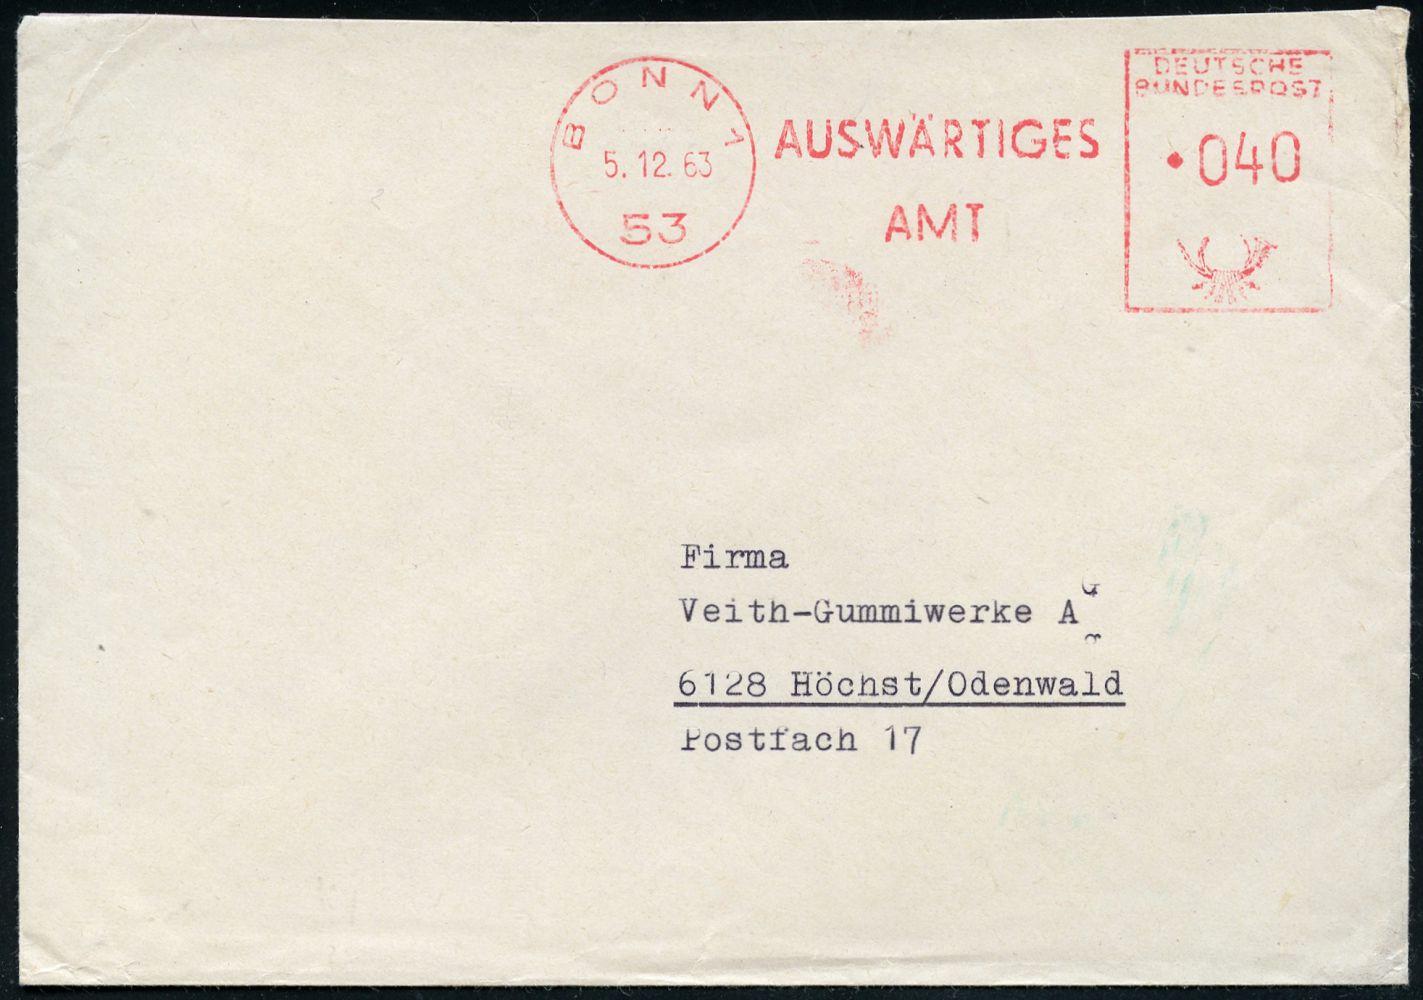 BONN 1
5.12.63
53
AUSWÄRTIGES
AMT
DEUTSCHE
BUNDESPOST
040
Firma
Veith-Gummiwerke AG
6128 Höchst/Odenwald
Postfach 17